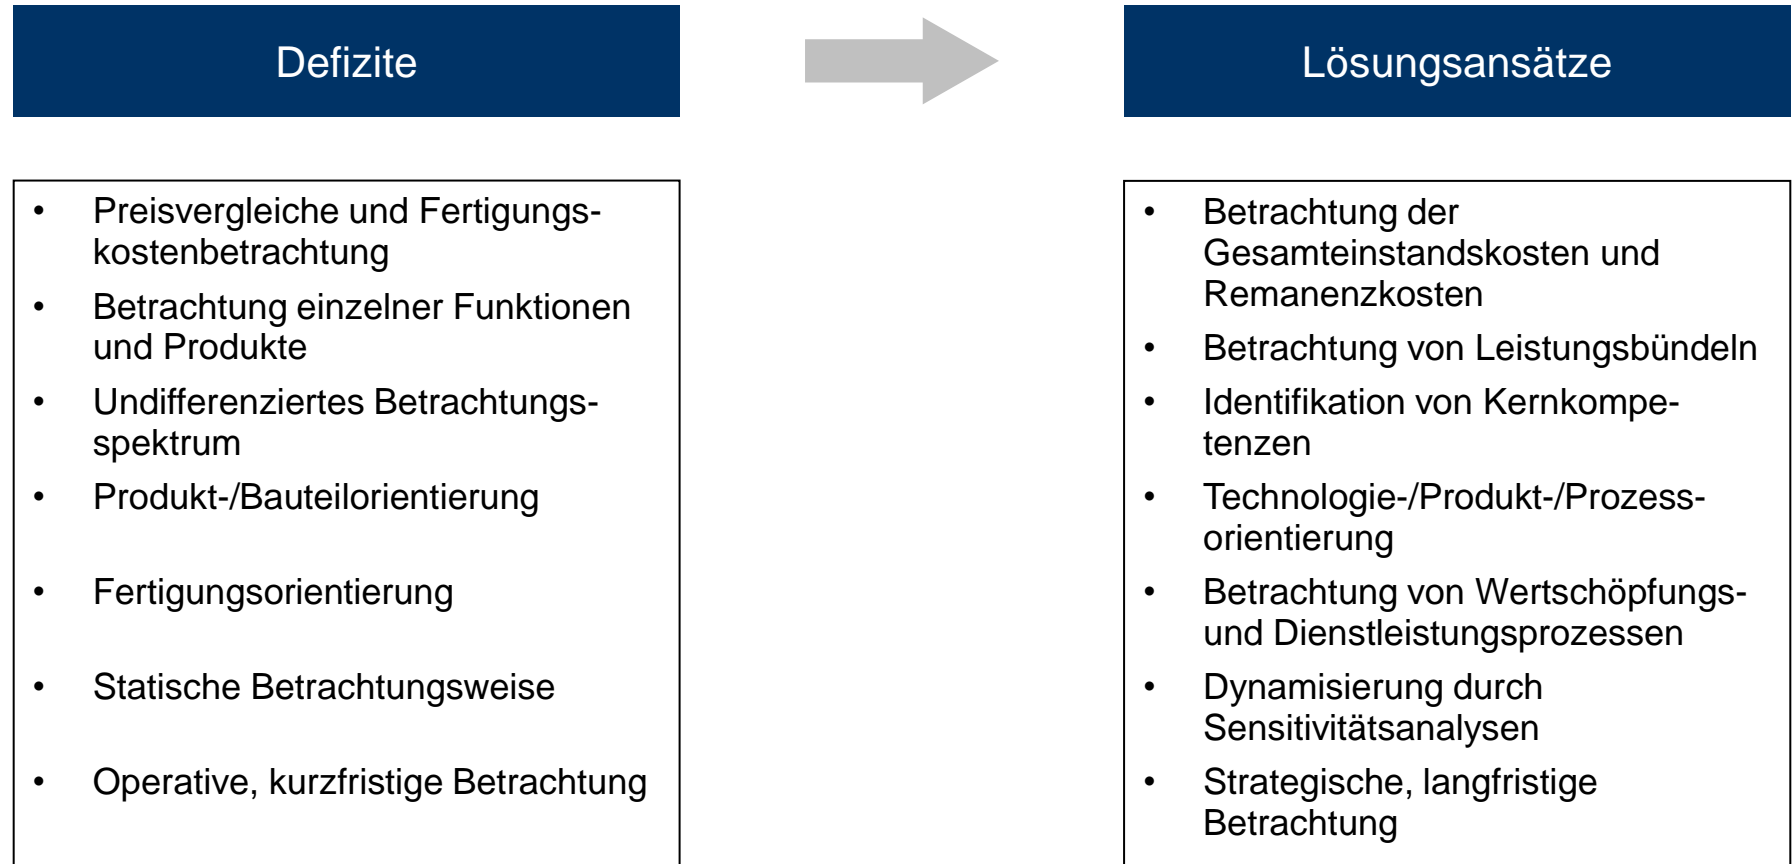 Defizite
• Preisvergleiche und Fertigungs-
kostenbetrachtung
• Betrachtung einzelner Funktionen
und Produkte
• Undifferenziertes Betrachtungs-
spektrum
• Produkt-/Bauteilorientierung
• Fertigungsorientierung
• Statische Betrachtungsweise
• Operative, kurzfristige Betrachtung
Lösungsansätze
• Betrachtung der
Gesamteinstandskosten und
Remanenzkosten
• Betrachtung von Leistungsbündeln
• Identifikation von Kernkompe-
tenzen
• Technologie-/Produkt-/Prozess-
orientierung
• Betrachtung von Wertschöpfungs-
und Dienstleistungsprozessen
• Dynamisierung durch
Sensitivitätsanalysen
• Strategische, langfristige
Betrachtung